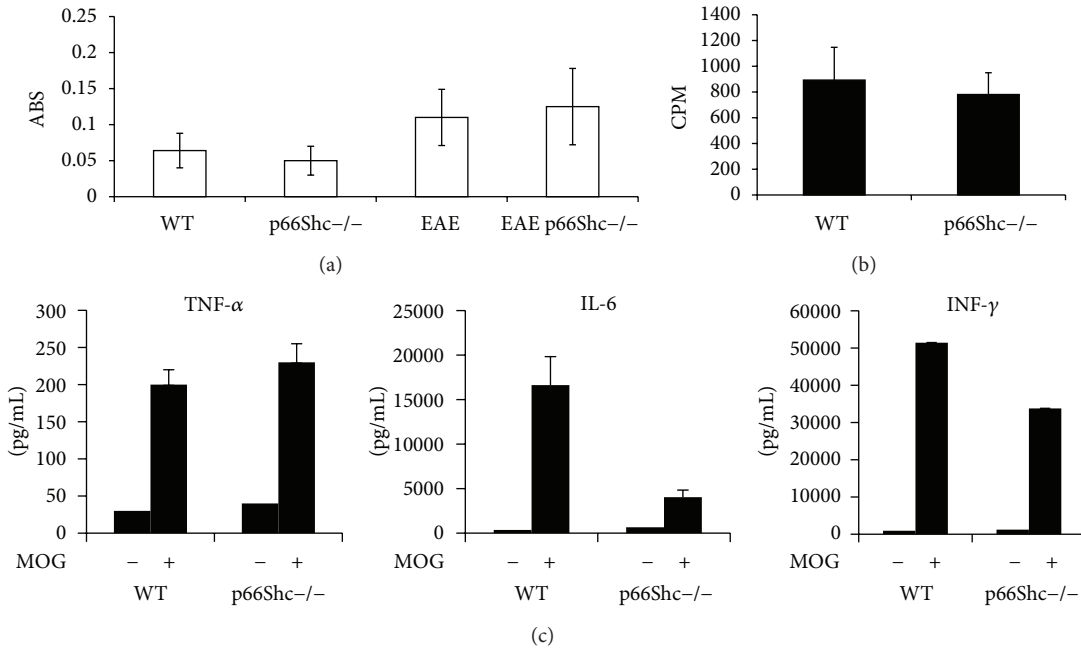 0.25
0.2
0.15
0.1
0.05
0
ABS
WT p66Shc−/− EAE EAE p66Shc−/−
(a)
1400
1200
1000
800
600
400
200
0
CPM
WT p66Shc−/−
(b)
TNF-α
300
250
200
150
100
50
0
(pg/mL)
MOG − + − +
WT p66Shc−/−
IL-6
25000
20000
15000
10000
5000
0
(pg/mL)
MOG − + − +
WT p66Shc−/−
INF-γ
60000
50000
40000
30000
20000
10000
0
(pg/mL)
MOG − + − +
WT p66Shc−/−
(c)